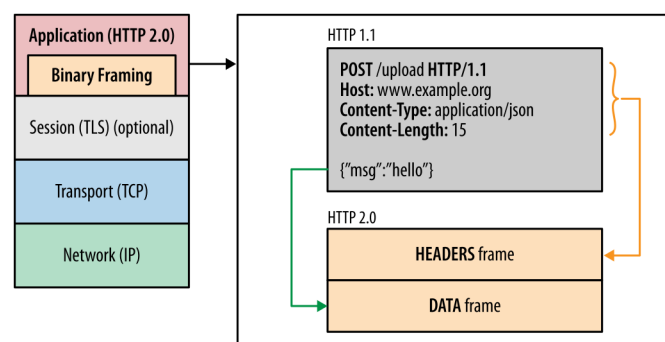 Application (HTTP 2.0)
Binary Framing
Session (TLS) (optional)
Transport (TCP)
Network (IP)
HTTP 1.1
POST /upload HTTP/1.1
Host: www.example.org
Content-Type: application/json
Content-Length: 15
{"msg":"hello"}
HTTP 2.0
HEADERS frame
DATA frame